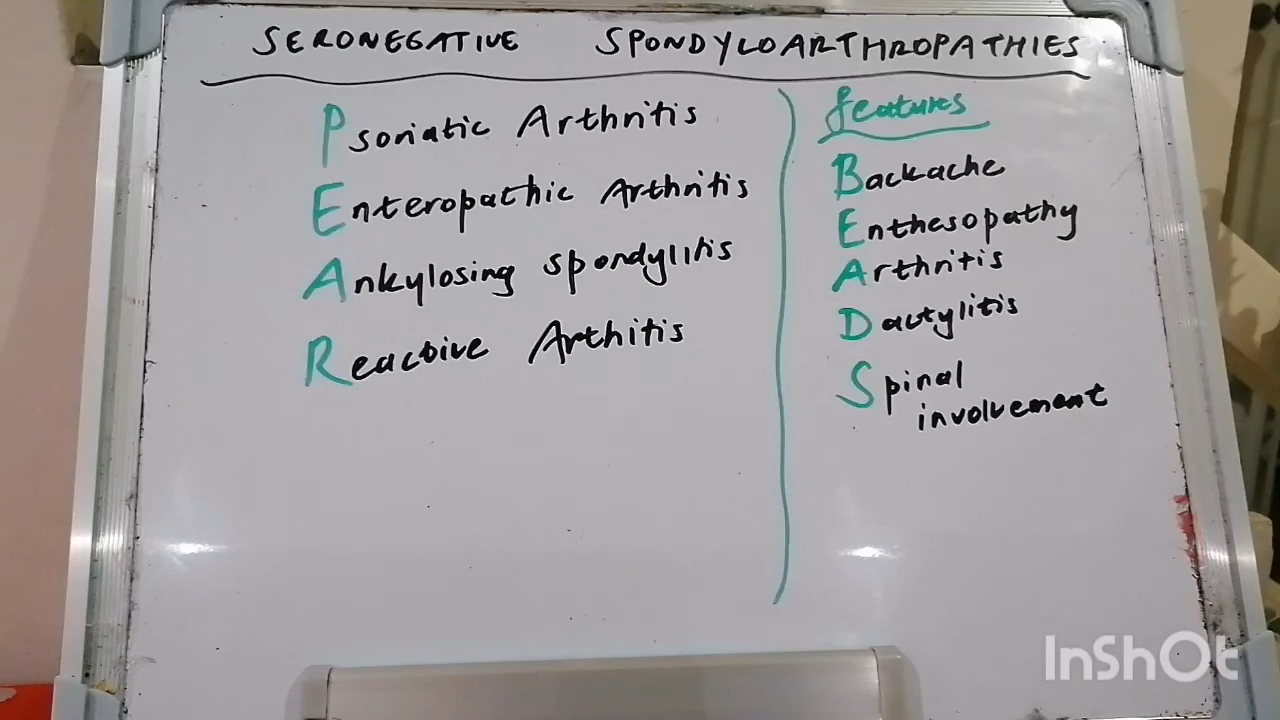 SERONEGATIVE SPONDYLOARTHROPATHIES
Psoriatic Arthritis
Enteropathic Arthritis
Ankylosing spondylitis
Reactive Arthitis
features
Backache
Enthesopathy
Arthritis
Dactylitis
Spinal
involvement
InShOt